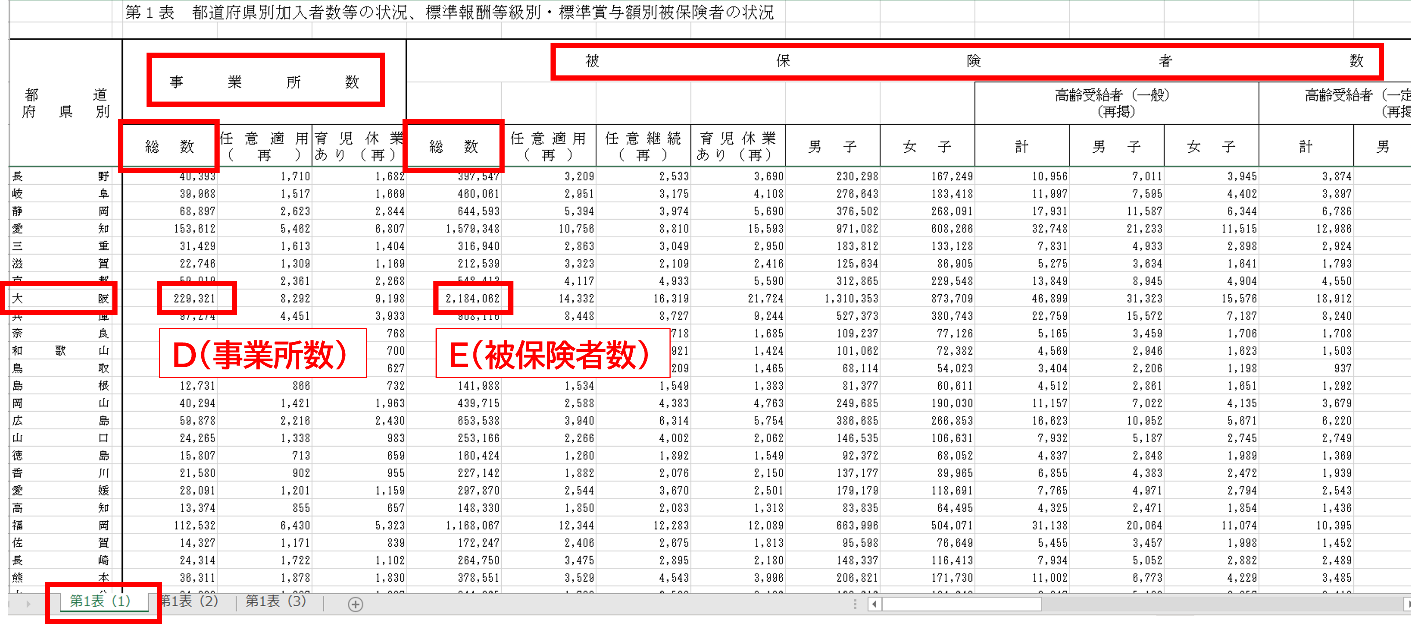 第1表 都道府県別加入者数等の状況、標準報酬等級別・標準賞与額別被保険者の状況
都道府県別 事業所数 被保険者数
高齢受給者（一般）（再掲） 高齢受給者（一定 （再掲
総数 任意適用（再） 育児休業あり（再） 総数 任意適用（再） 任意継続（再） 育児休業あり（再） 男子 女子 計 男子 女子 計 男
長野 40,393 1,710 1,682 397,547 3,209 2,533 3,690 230,298 167,249 10,956 7,011 3,945 3,874
岐阜 39,968 1,517 1,669 460,061 2,951 3,175 4,108 276,643 183,418 11,997 7,595 4,402 3,897
静岡 68,897 2,623 2,844 644,593 5,394 3,974 5,690 376,502 268,091 17,931 11,587 6,344 6,786
愛知 153,612 5,462 6,807 1,579,348 10,756 8,810 15,593 971,082 608,266 32,748 21,233 11,515 12,986
三重 31,429 1,613 1,404 316,940 2,863 3,049 2,950 183,812 133,128 7,831 4,933 2,898 2,924
滋賀 22,746 1,309 1,169 212,539 3,323 2,109 2,416 125,634 86,905 5,275 3,634 1,641 1,793
京都 2,361 2,268 4,117 4,933 5,590 312,865 229,548 13,849 8,945 4,904 4,550
大阪 229,321 8,292 9,198 2,184,062 14,332 16,319 21,724 1,310,353 873,709 46,899 31,323 15,576 18,912
兵庫 97,274 4,451 3,933 908,116 8,448 8,727 9,244 527,373 380,743 22,759 15,572 7,187 8,240
奈良 768 718 1,685 109,237 77,126 5,165 3,459 1,706 1,708
和歌山 700 921 1,424 101,062 72,382 4,569 2,946 1,623 1,503
鳥取 627 209 1,465 68,114 54,023 3,404 2,206 1,198 937
D（事業所数） E（被保険者数）
島根 12,731 866 732 141,988 1,534 1,549 1,383 81,377 60,611 4,512 2,861 1,651 1,292
岡山 40,294 1,421 1,963 439,715 2,588 4,383 4,763 249,685 190,030 11,157 7,022 4,135 3,679
広島 59,878 2,216 2,430 653,538 3,940 6,314 5,754 386,685 266,853 16,623 10,952 5,671 6,220
山口 24,265 1,338 983 253,166 2,266 4,002 2,062 146,535 106,631 7,932 5,187 2,745 2,749
徳島 15,807 713 659 160,424 1,260 1,892 1,549 92,372 68,052 4,837 2,848 1,989 1,369
香川 21,580 902 955 227,142 1,882 2,076 2,150 137,177 89,965 6,855 4,383 2,472 1,939
愛媛 28,091 1,201 1,159 297,870 2,544 3,670 2,501 179,179 118,691 7,765 4,971 2,794 2,543
高知 13,374 855 657 148,330 1,850 2,083 1,318 83,835 64,495 4,325 2,471 1,854 1,436
福岡 112,532 6,430 5,323 1,168,067 12,344 12,283 12,089 663,996 504,071 31,138 20,064 11,074 10,395
佐賀 14,327 1,171 839 172,247 2,406 2,675 1,813 95,598 76,649 5,455 3,457 1,998 1,452
長崎 24,314 1,722 1,102 264,750 3,475 2,895 2,180 148,337 116,413 7,934 5,052 2,882 2,489
熊本 36,311 1,878 1,830 378,551 3,529 4,543 3,996 206,821 171,730 11,002 6,773 4,229 3,485
第1表（1） 第1表（2） 第1表（3）